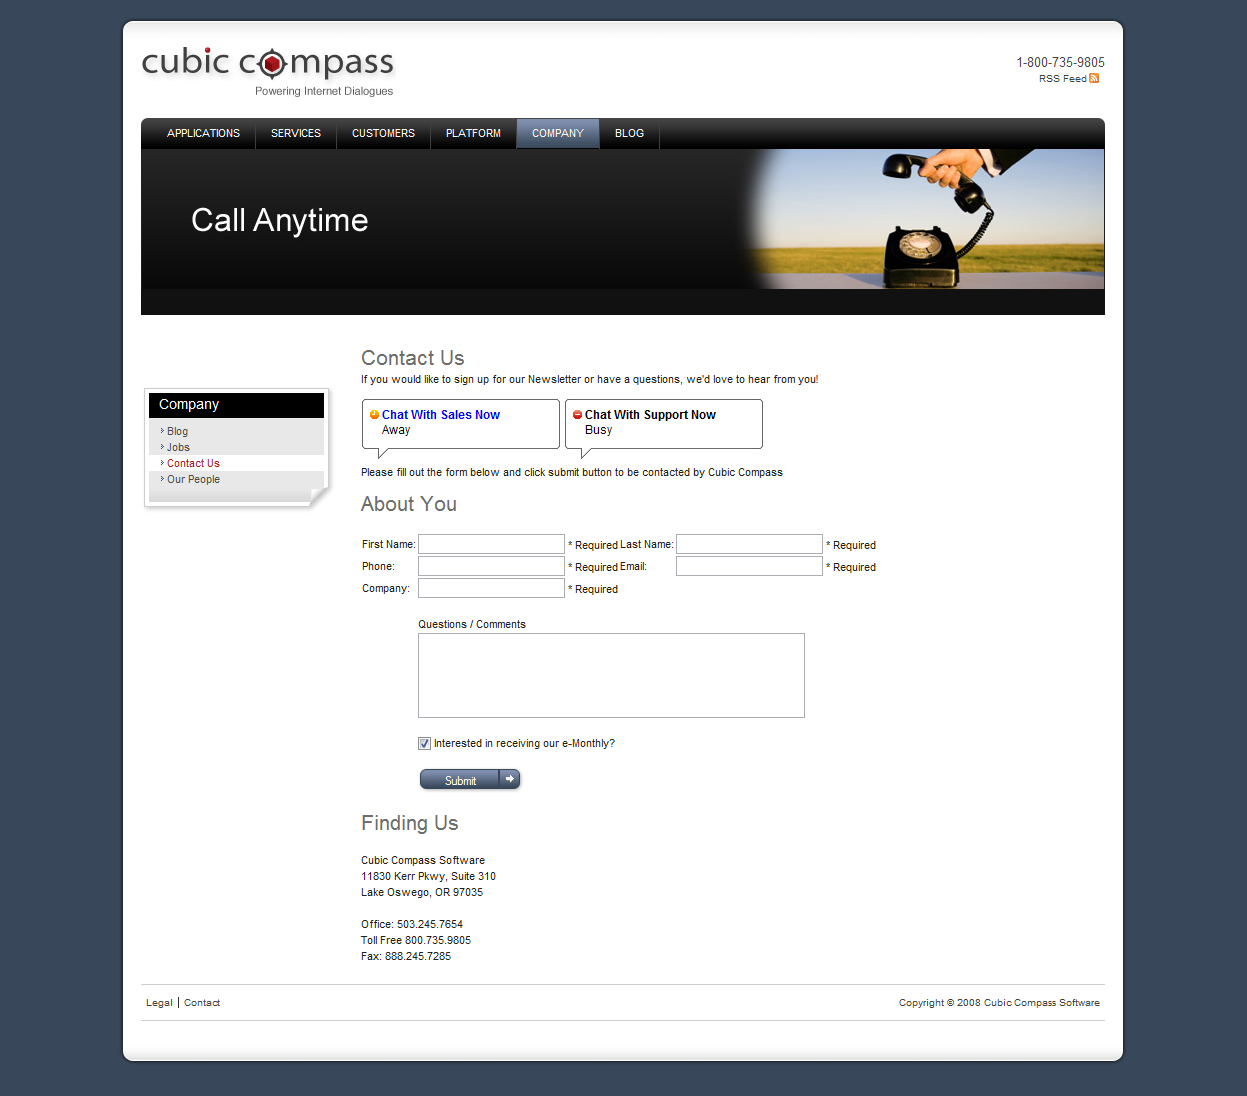 cubic compass
Powering Internet Dialogues
1-800-735-9805
RSS Feed
APPLICATIONS SERVICES CUSTOMERS PLATFORM COMPANY BLOG
Call Anytime
Company
Blog
Jobs
Contact Us
Our People
Contact Us
If you would like to sign up for our Newsletter or have a questions, we'd love to hear from you!
Chat With Sales Now
Away
Chat With Support Now
Busy
Please fill out the form below and click submit button to be contacted by Cubic Compass
About You
First Name: * Required Last Name: * Required
Phone: * Required Email: * Required
Company: * Required
Questions / Comments
Interested in receiving our e-Monthly?
Submit
Finding Us
Cubic Compass Software
11830 Kerr Pkwy, Suite 310
Lake Oswego, OR 97035
Office: 503.245.7654
Toll Free 800.735.9805
Fax: 888.245.7285
Legal | Contact
Copyright © 2008 Cubic Compass Software